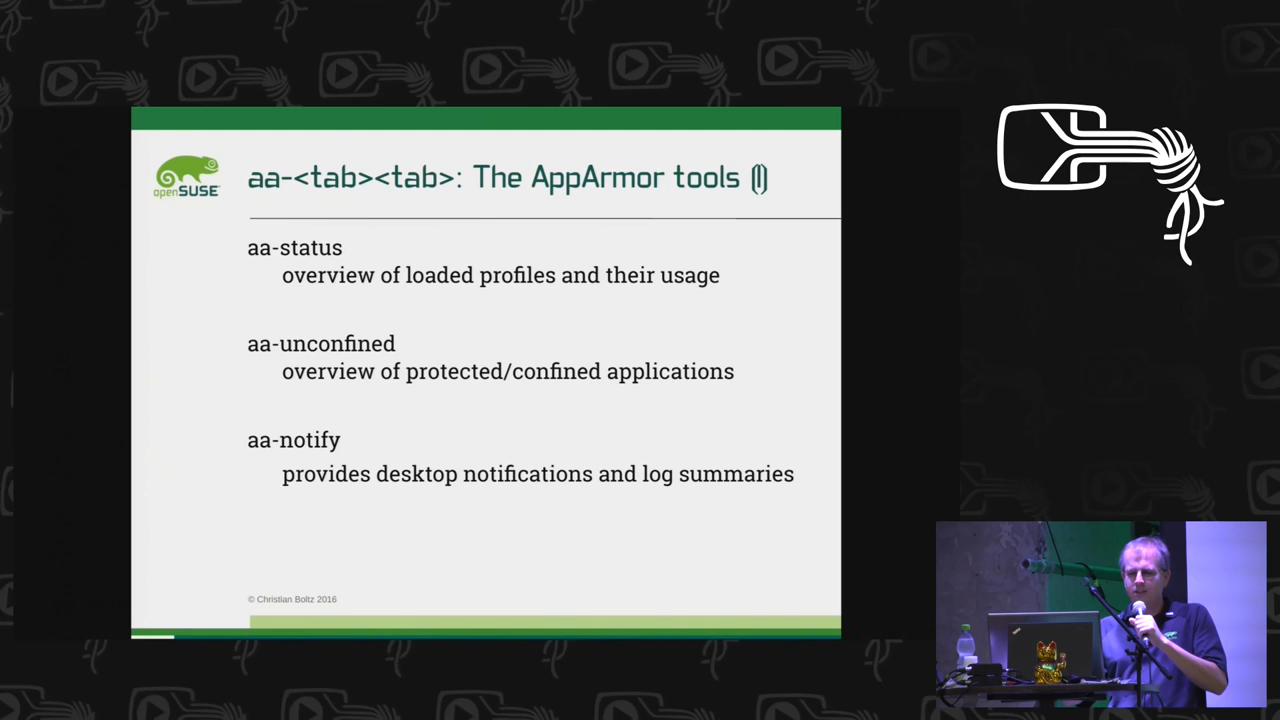 openSUSE
aa-<tab><tab>: The AppArmor tools (I)
aa-status
overview of loaded profiles and their usage
aa-unconfined
overview of protected/confined applications
aa-notify
provides desktop notifications and log summaries
© Christian Boltz 2016